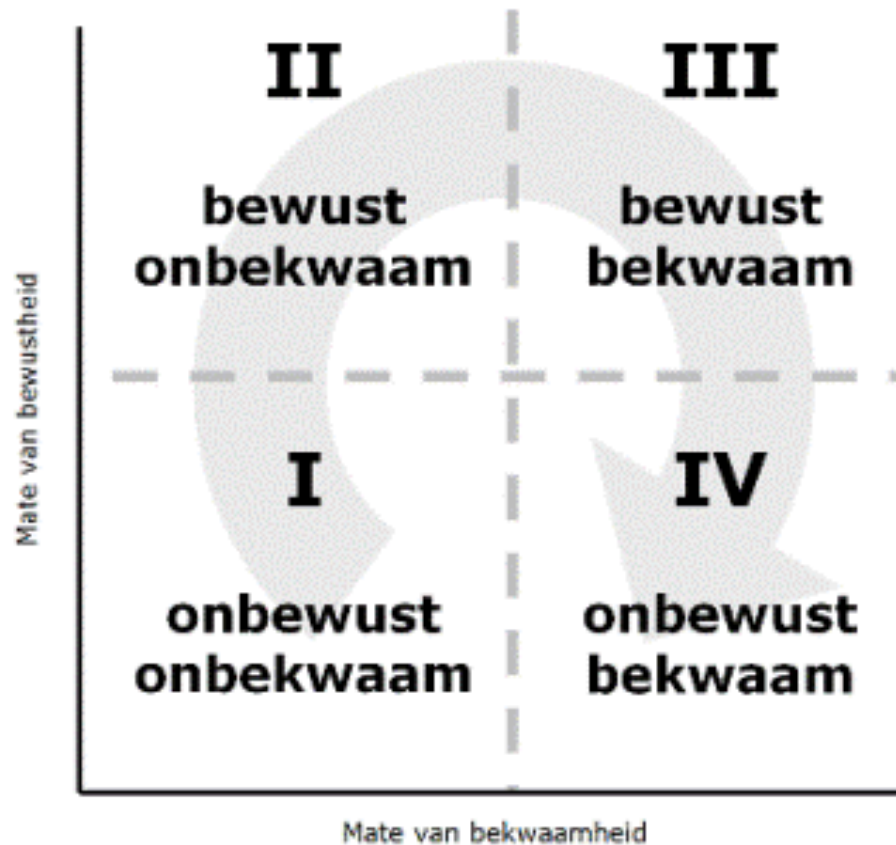 II
III
bewust
onbekwaam
bewust
bekwaam
Mate van bewustheid
I
IV
onbewust
onbekwaam
onbewust
bekwaam
Mate van bekwaamheid